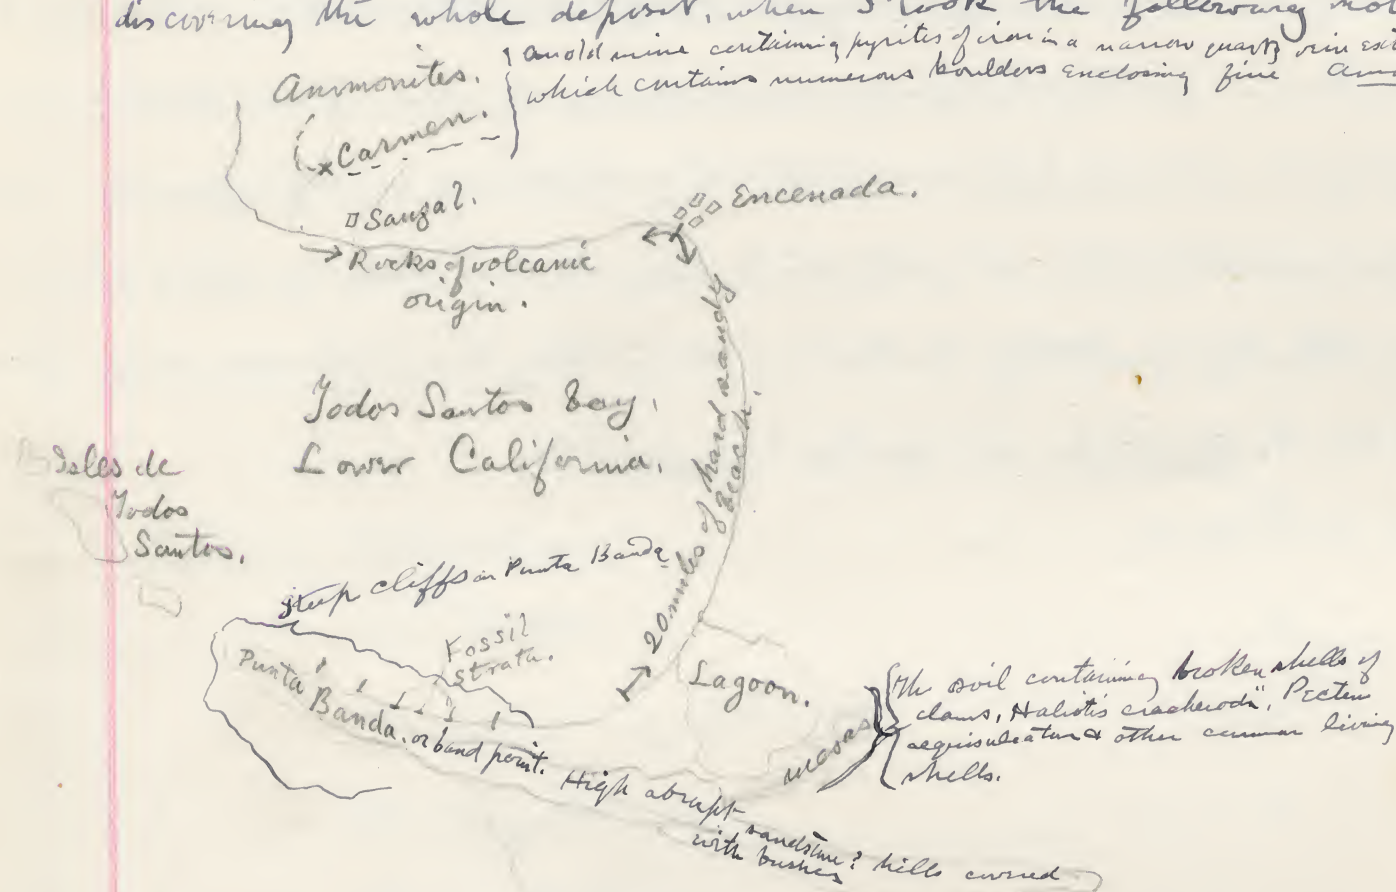 discovering the whole deposit, when I took the following
an old mine containing pyrites of iron in a narrow quartz vein
which contains numerous boulders enclosing fine
Ammonites.
Carmen.
Sauzal.
Encenada.
Rocks of volcanic
origin.
20 miles of hard sandy
beach.
Todos Santos Bay,
Lower California.
Isles de
Todos
Santos.
steep cliffs on Punta Banda
Fossil
strata.
Punta
Banda. or band point.
Lagoon.
mesas
The soil containing broken shells of
clams, Haliotis cracherodii, Pecten
aequisulcatus & other common living
shells.
High abrupt
sandstone? hills covered
with bushes